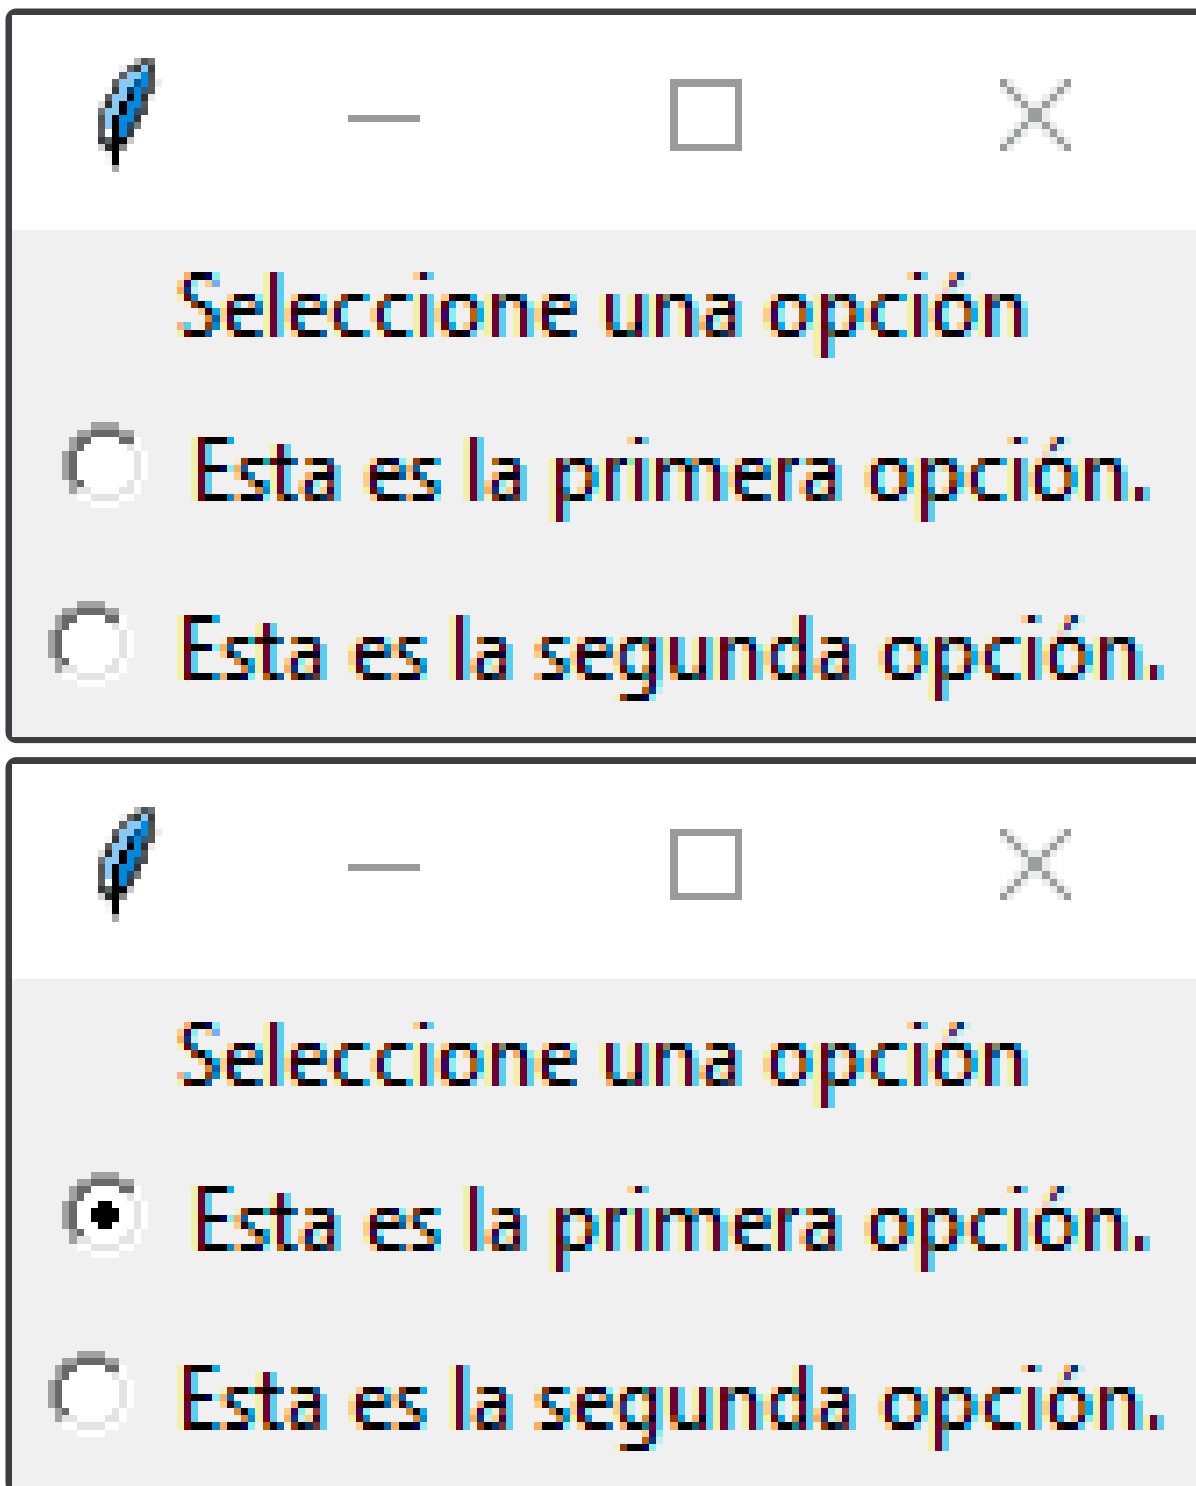 Seleccione una opción
Esta es la primera opción.
Esta es la segunda opción.
Seleccione una opción
Esta es la primera opción.
Esta es la segunda opción.